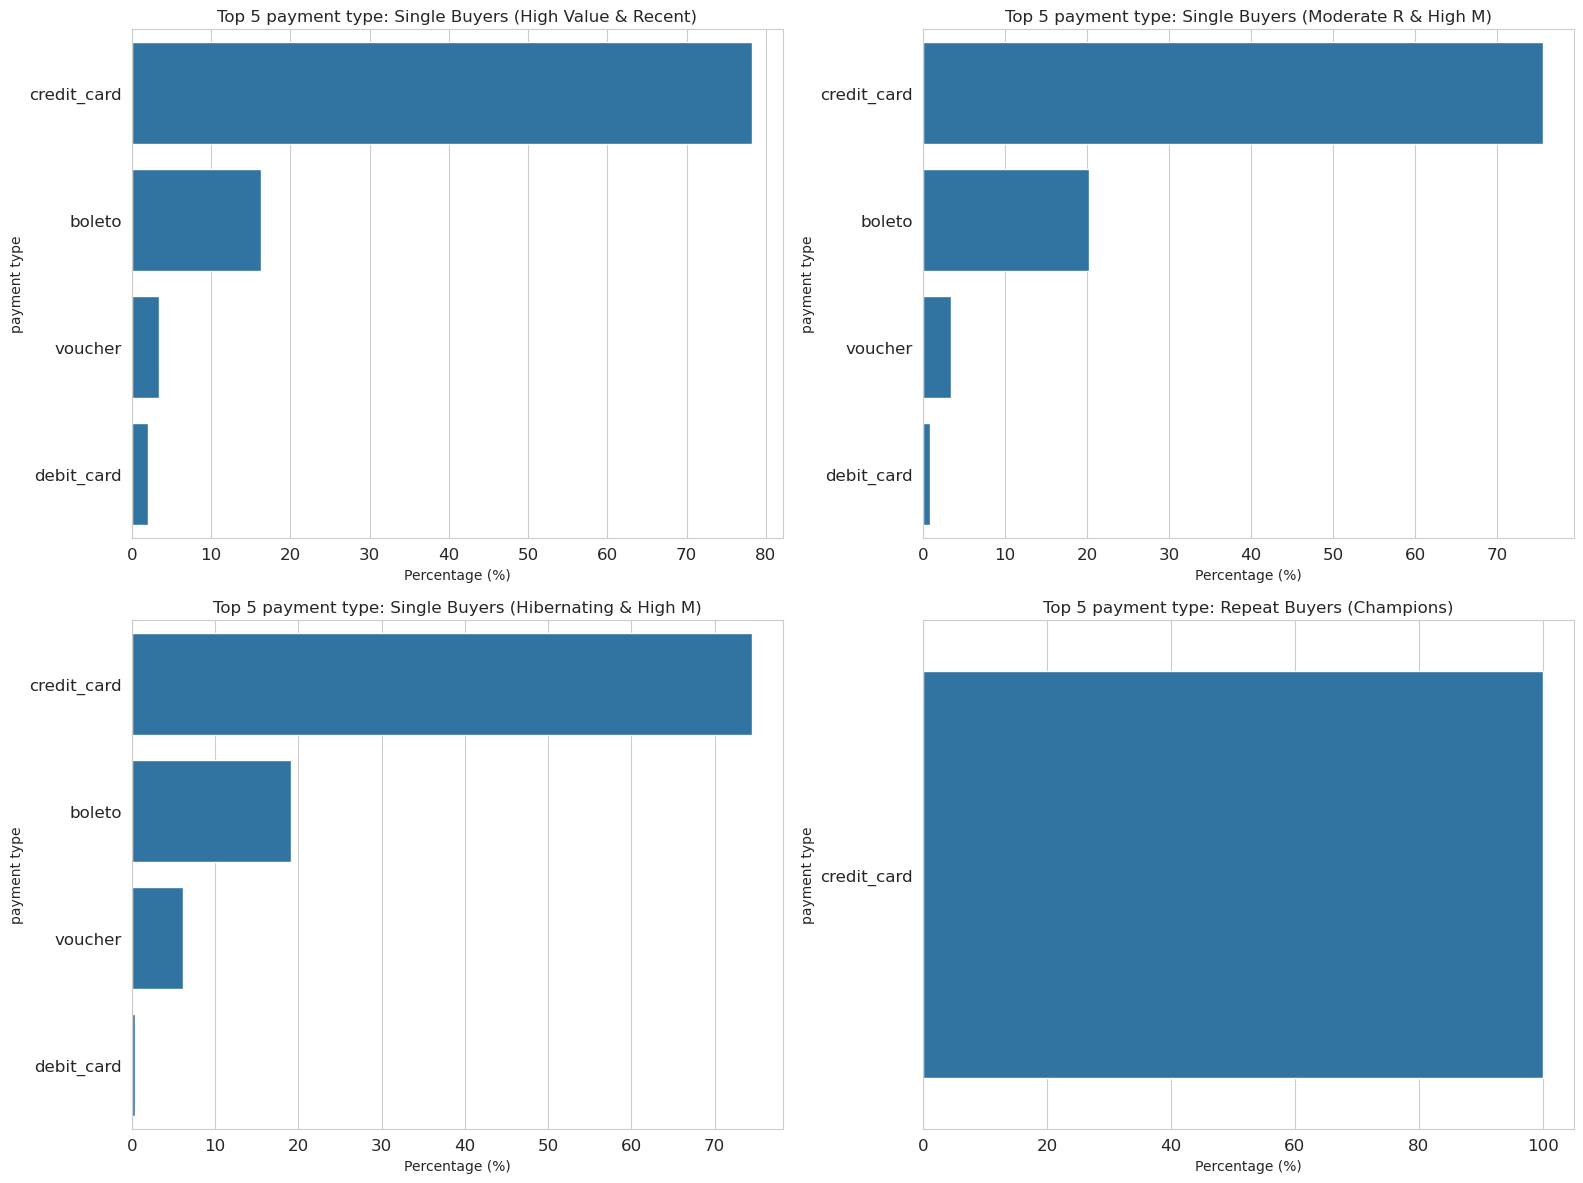 Top 5 payment type: Single Buyers (High Value & Recent)
payment type
credit_card
boleto
voucher
debit_card
0 10 20 30 40 50 60 70 80
Percentage (%)
Top 5 payment type: Single Buyers (Moderate R & High M)
payment type
credit_card
boleto
voucher
debit_card
0 10 20 30 40 50 60 70
Percentage (%)
Top 5 payment type: Single Buyers (Hibernating & High M)
payment type
credit_card
boleto
voucher
debit_card
0 10 20 30 40 50 60 70
Percentage (%)
Top 5 payment type: Repeat Buyers (Champions)
payment type
credit_card
0 20 40 60 80 100
Percentage (%)